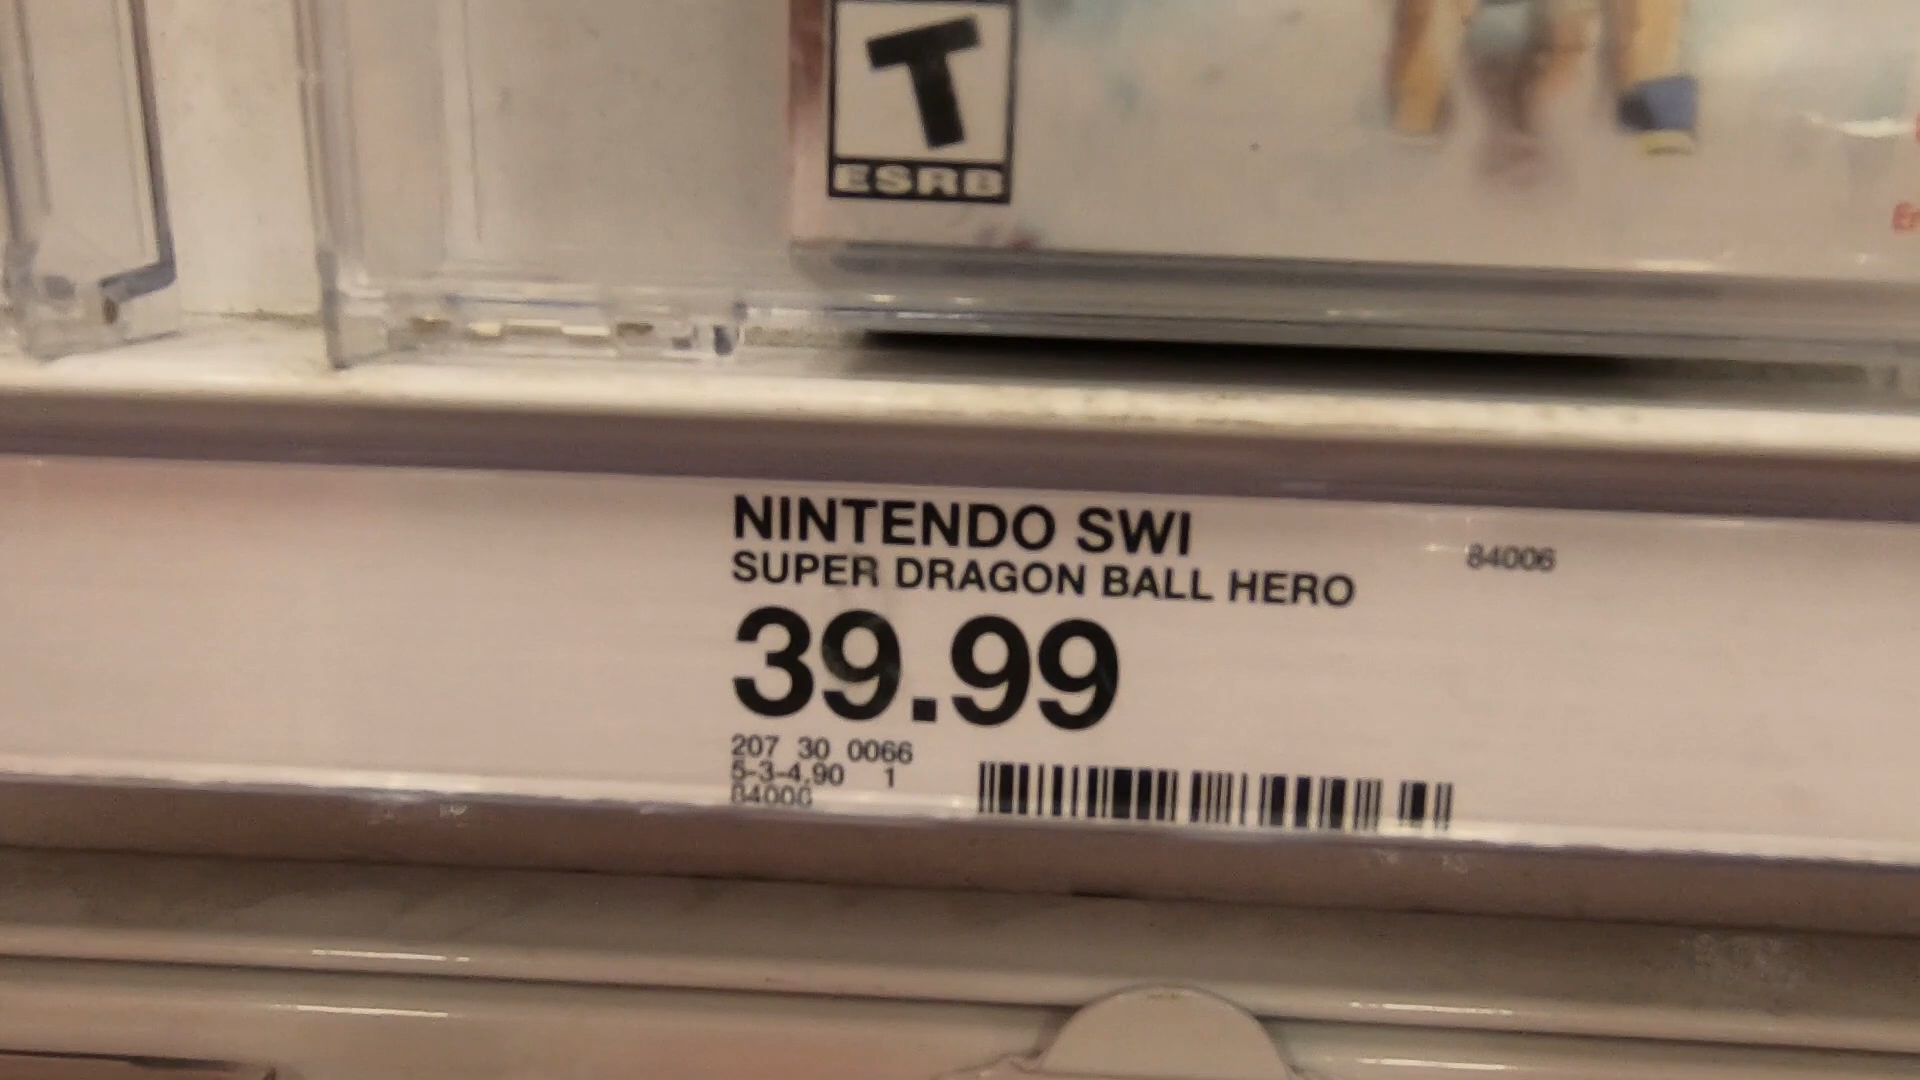 T
ESRB
NINTENDO SWI
84006
SUPER DRAGON BALL HERO
39.99
207 30 0066
5-3-4.90 1
84006